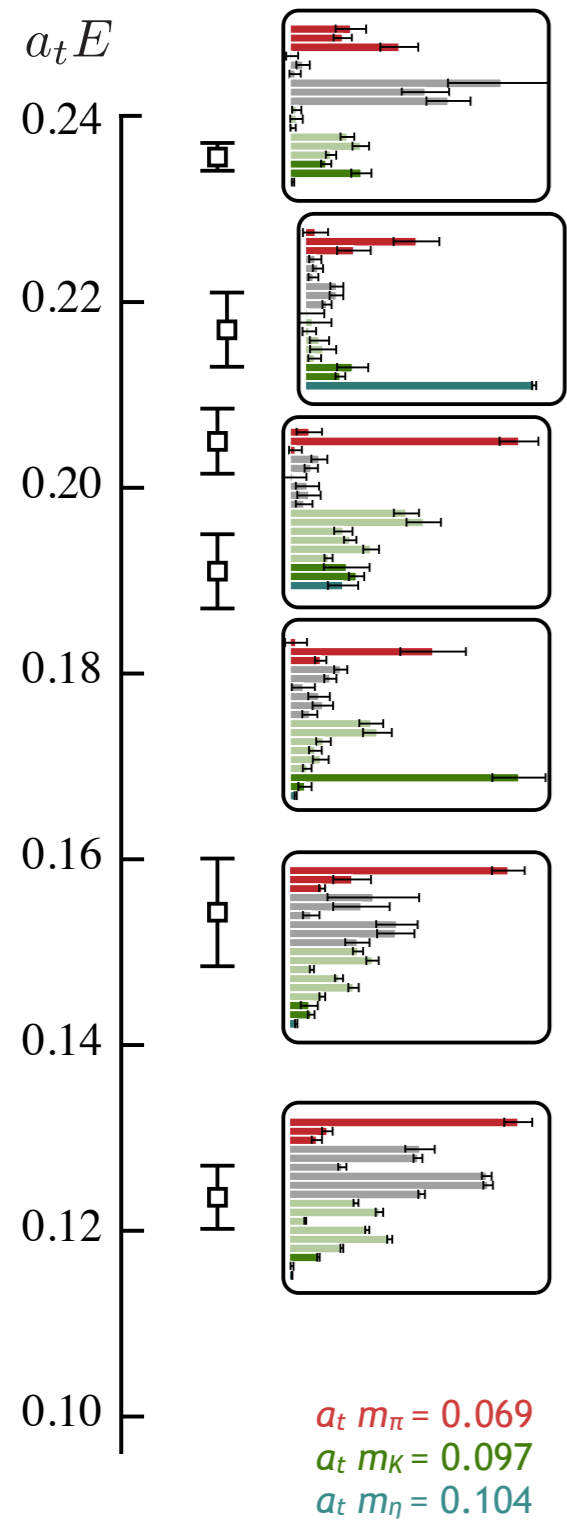 a_t E
0.24
0.22
0.20
0.18
0.16
0.14
0.12
0.10
a_t m_π = 0.069
a_t m_K = 0.097
a_t m_η = 0.104